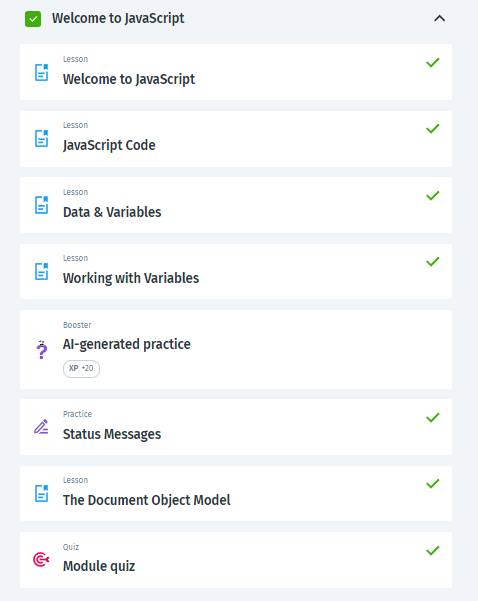 Welcome to JavaScript
Lesson
Welcome to JavaScript
Lesson
JavaScript Code
Lesson
Data & Variables
Lesson
Working with Variables
Booster
AI-generated practice
XP +20
Practice
Status Messages
Lesson
The Document Object Model
Quiz
Module quiz